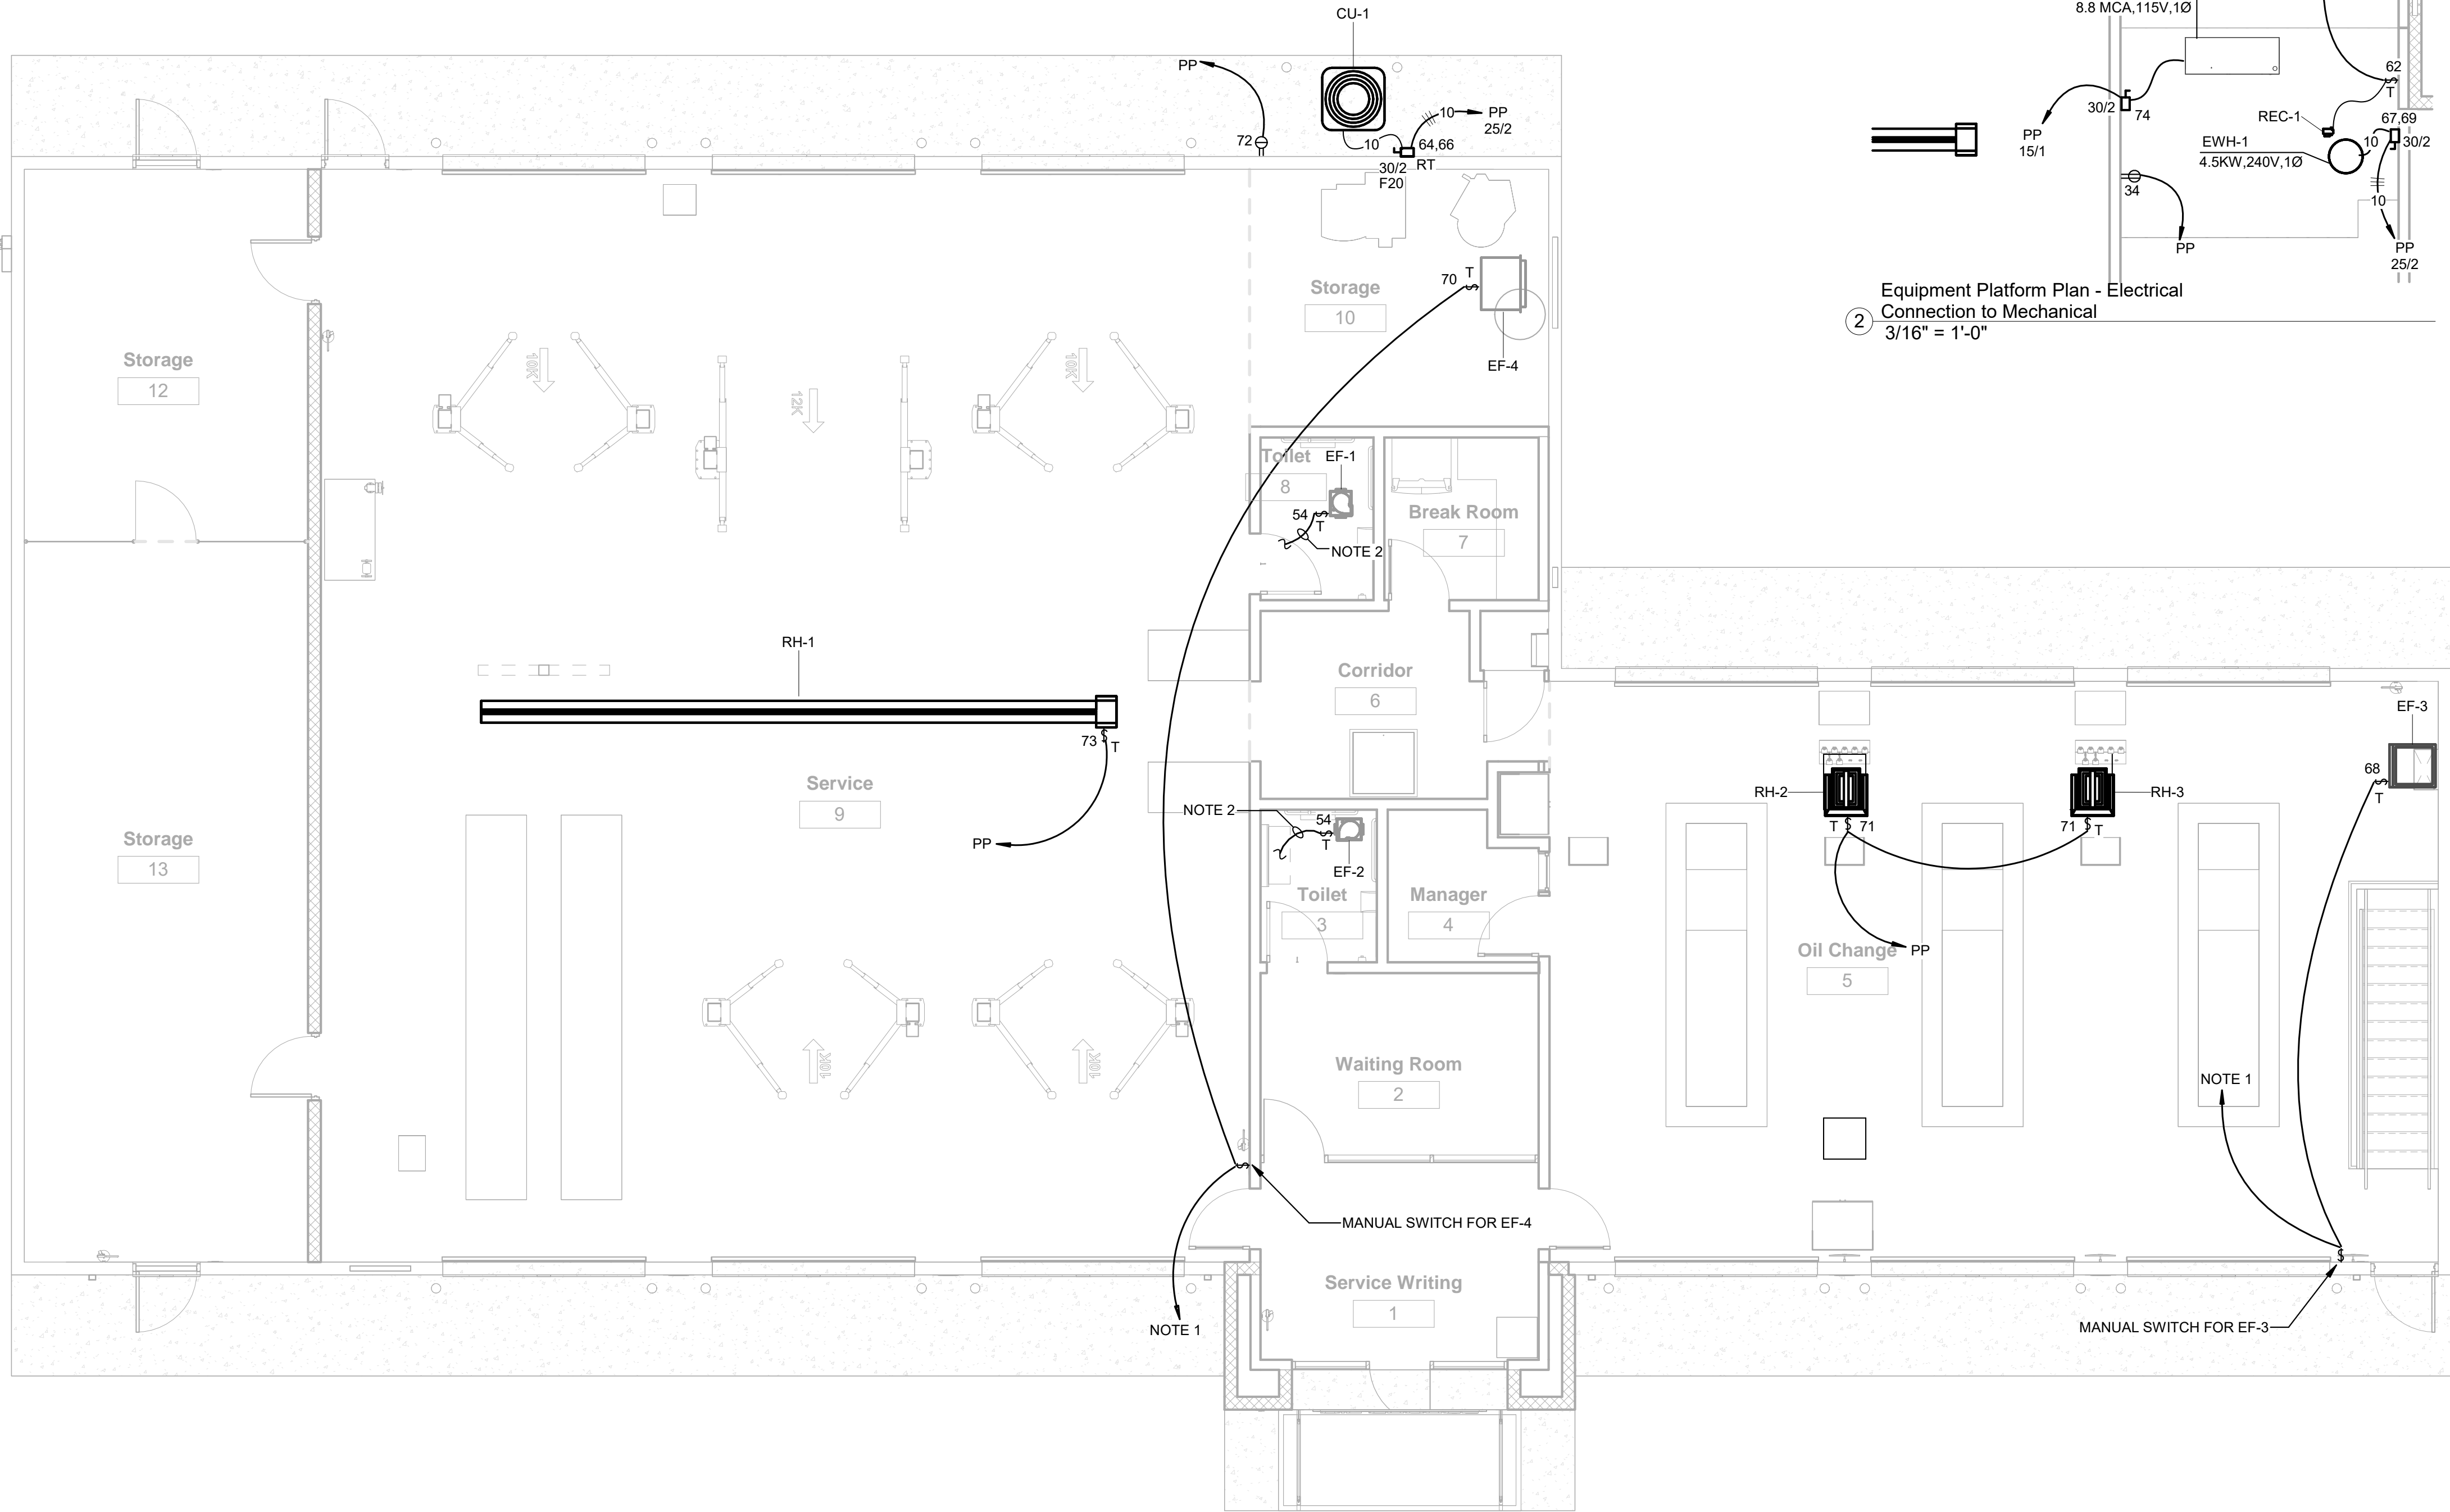 CU-1
8.8 MCA,115V,1Ø
PP
72
10
10
PP
25/2
64,66
30/2
RT
F20
62
T
30/2
74
PP
15/1
REC-1
67,69
EWH-1
10
30/2
4.5KW,240V,1Ø
34
10
PP
PP
25/2
2
Equipment Platform Plan - Electrical
Connection to Mechanical
3/16" = 1'-0"
70
T
Storage
10
EF-4
Storage
12
10K
12K
10K
Toilet
8
EF-1
54
T
NOTE 2
Break Room
7
RH-1
Corridor
6
73
T
Service
9
PP
NOTE 2
54
T
EF-2
Toilet
3
Manager
4
EF-3
68
T
RH-2
RH-3
T
71
71
T
Storage
13
Oil Change
5
PP
10K
10K
Waiting Room
2
NOTE 1
MANUAL SWITCH FOR EF-4
Service Writing
1
NOTE 1
MANUAL SWITCH FOR EF-3